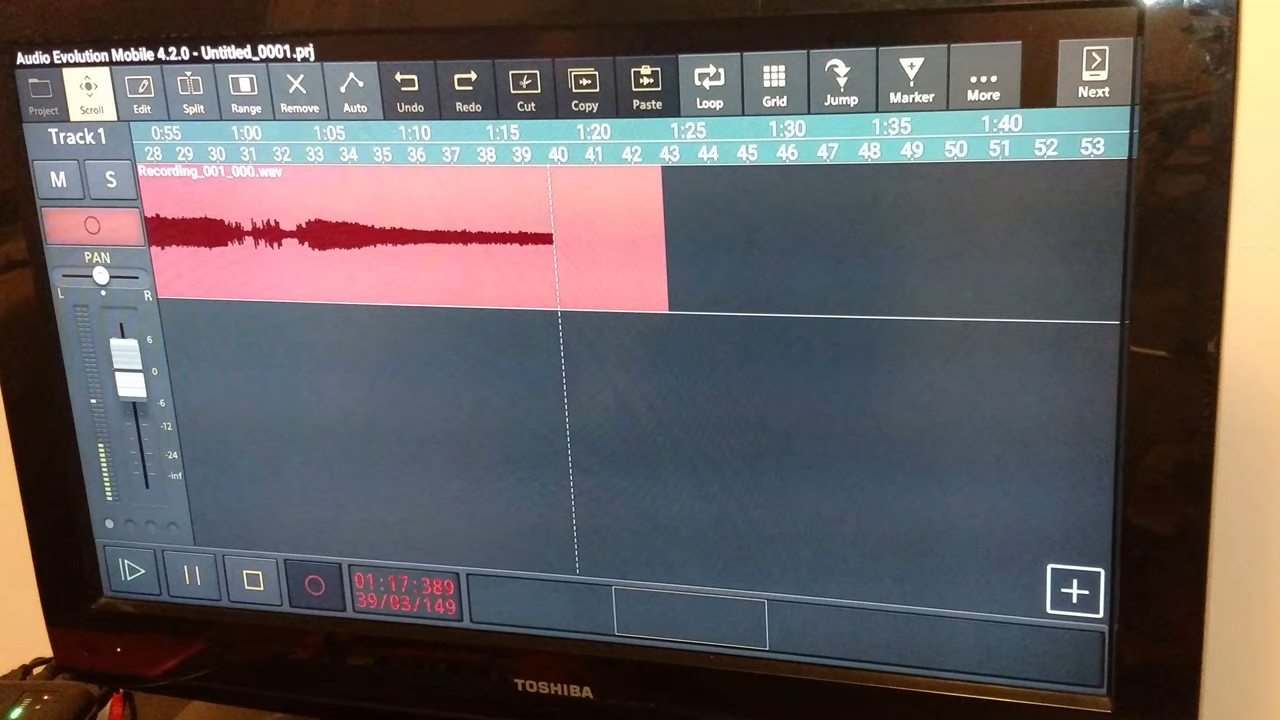 Audio Evolution Mobile 4.2.0 - Untitled_0001.prj
Project Scroll Edit Split Range Remove Auto Undo Redo Cut Copy Paste Loop Grid Jump Marker More Next
Track 1 0:55 1:00 1:05 1:10 1:15 1:20 1:25 1:30 1:35 1:40
28 29 30 31 32 33 34 35 36 37 38 39 40 41 42 43 44 45 46 47 48 49 50 51 52 53
M S Recording_001_000.wav
PAN
L R
6
0
-6
-12
-24
-inf
01:17:389
39/03/149
TOSHIBA